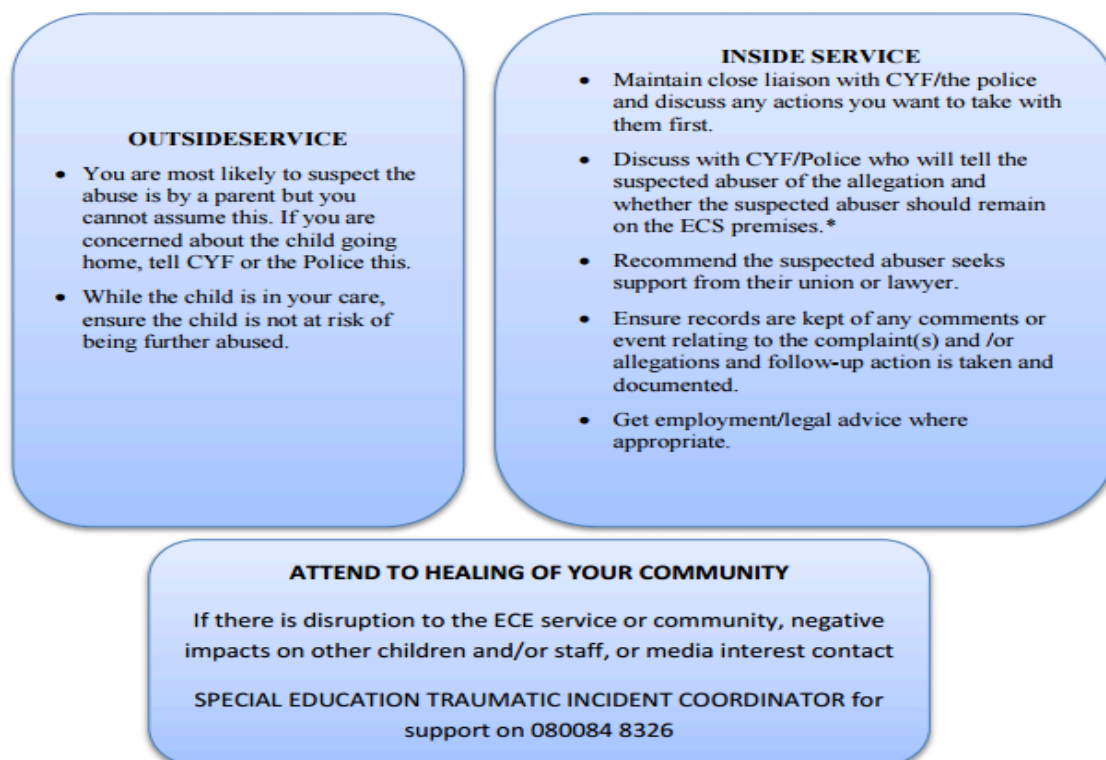 OUTSIDESERVICE
• You are most likely to suspect the
abuse is by a parent but you
cannot assume this. If you are
concerned about the child going
home, tell CYF or the Police this.
• While the child is in your care,
ensure the child is not at risk of
being further abused.
INSIDE SERVICE
• Maintain close liaison with CYF/the police
and discuss any actions you want to take with
them first.
• Discuss with CYF/Police who will tell the
suspected abuser of the allegation and
whether the suspected abuser should remain
on the ECS premises.*
• Recommend the suspected abuser seeks
support from their union or lawyer.
• Ensure records are kept of any comments or
event relating to the complaint(s) and /or
allegations and follow-up action is taken and
documented.
• Get employment/legal advice where
appropriate.
ATTEND TO HEALING OF YOUR COMMUNITY
If there is disruption to the ECE service or community, negative
impacts on other children and/or staff, or media interest contact
SPECIAL EDUCATION TRAUMATIC INCIDENT COORDINATOR for
support on 080084 8326